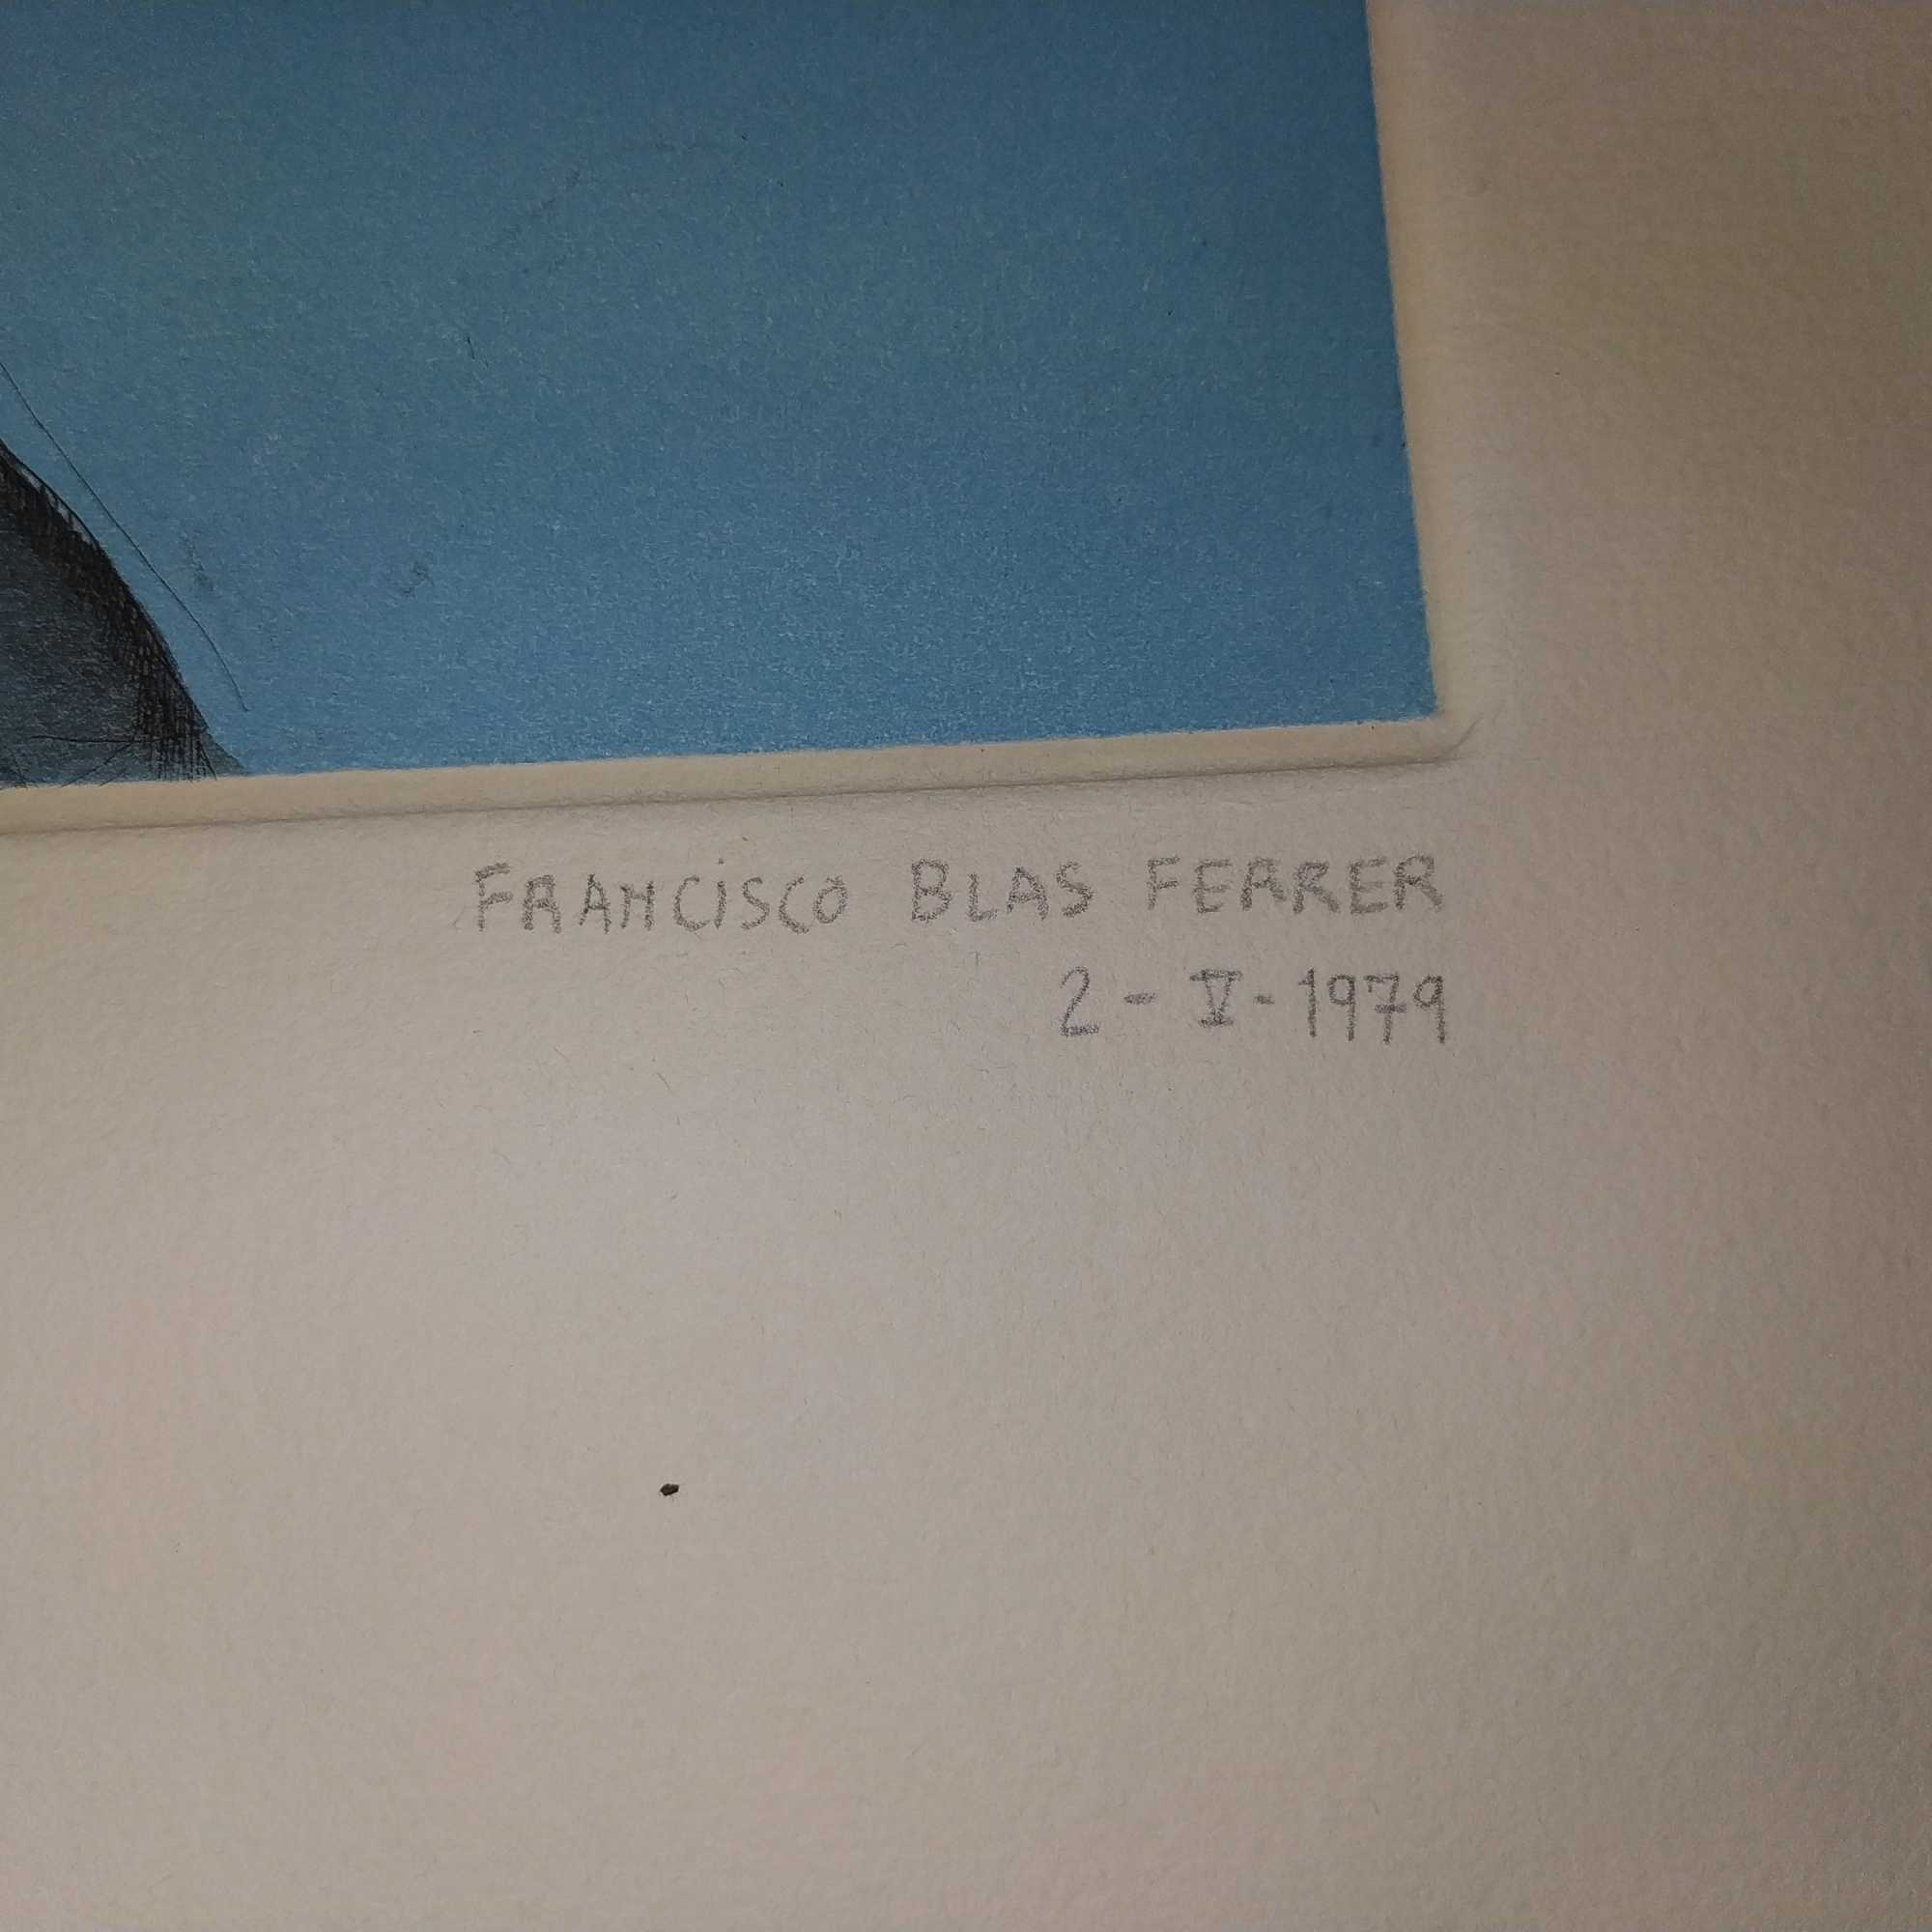 FRANCiSCO BLAS FERRER
2 - V - 1979